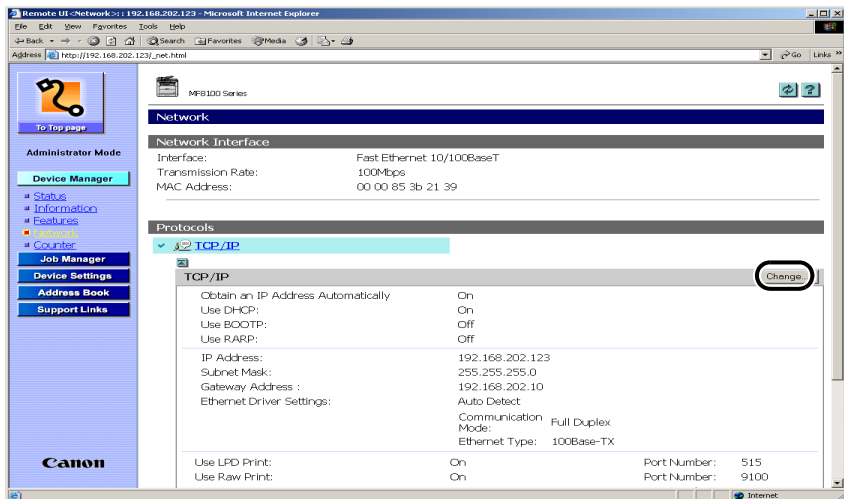 Remote UI <Network> : : 192.168.202.123 - Microsoft Internet Explorer
File Edit View Favorites Tools Help
Back Search Favorites Media
Address http://192.168.202.123/_net.html Go Links »
To Top page
Administrator Mode
Device Manager
Status
Information
Features
Network
Counter
Job Manager
Device Settings
Address Book
Support Links
Canon
MF8100 Series
Network
Network Interface
Interface: Fast Ethernet 10/100BaseT
Transmission Rate: 100Mbps
MAC Address: 00 00 85 3b 21 39
Protocols
TCP/IP
TCP/IP Change...
Obtain an IP Address Automatically On
Use DHCP: On
Use BOOTP: Off
Use RARP: Off
IP Address: 192.168.202.123
Subnet Mask: 255.255.255.0
Gateway Address : 192.168.202.10
Ethernet Driver Settings: Auto Detect
Communication Mode: Full Duplex
Ethernet Type: 100Base-TX
Use LPD Print: On Port Number: 515
Use Raw Print: On Port Number: 9100
Internet